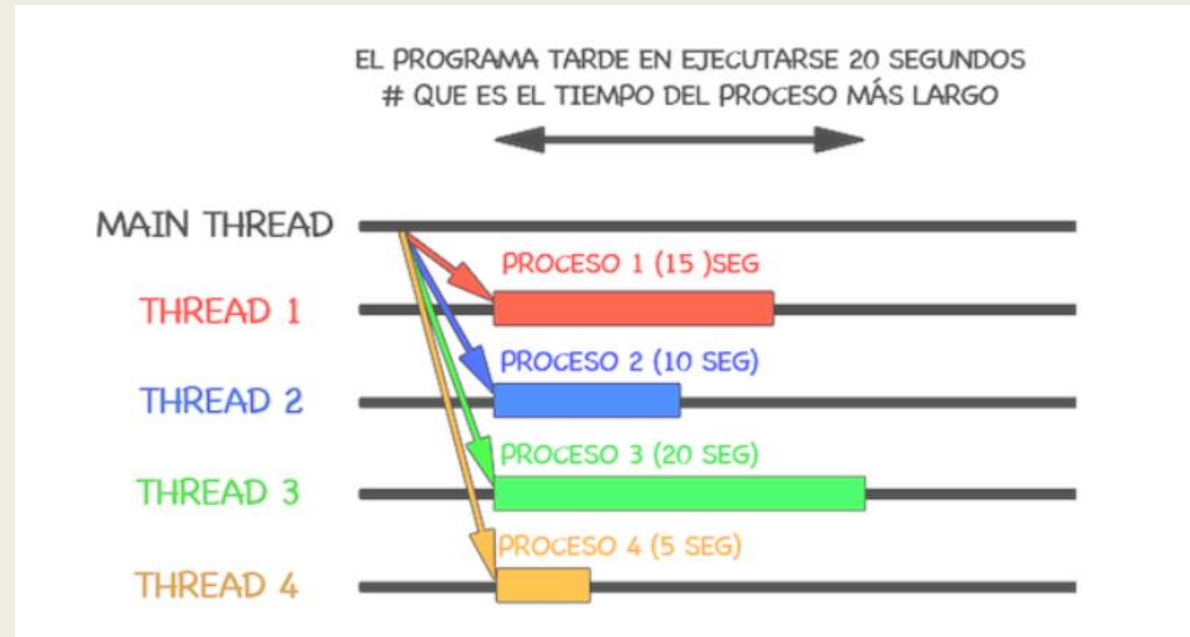 EL PROGRAMA TARDE EN EJECUTARSE 20 SEGUNDOS
# QUE ES EL TIEMPO DEL PROCESO MÁS LARGO
MAIN THREAD
PROCESO 1 (15 )SEG
THREAD 1
PROCESO 2 (10 SEG)
THREAD 2
PROCESO 3 (20 SEG)
THREAD 3
PROCESO 4 (5 SEG)
THREAD 4